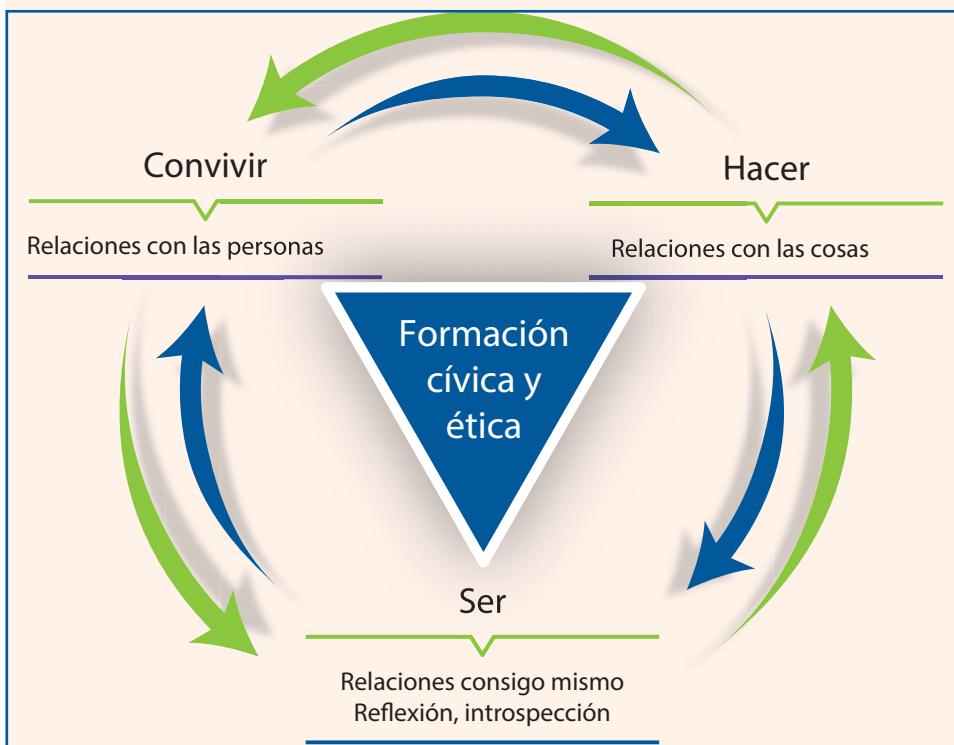 Convivir
Hacer
Relaciones con las personas
Relaciones con las cosas
Formación
cívica y
ética
Ser
Relaciones consigo mismo
Reflexión, introspección